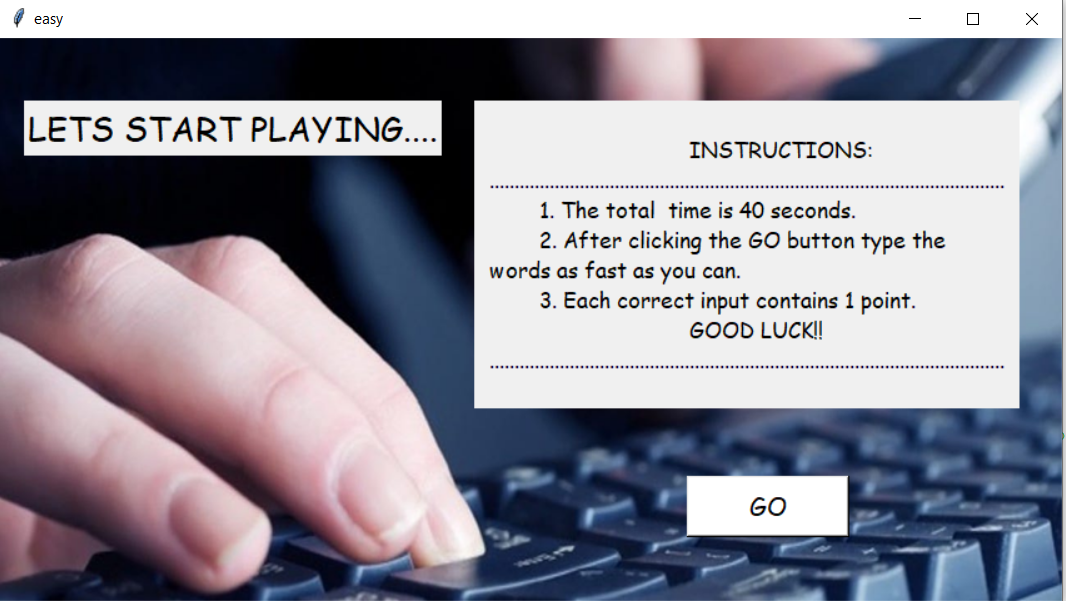 easy
LETS START PLAYING....
INSTRUCTIONS:
.......................................................................................................
1. The total  time is 40 seconds.
2. After clicking the GO button type the
words as fast as you can.
3. Each correct input contains 1 point.
GOOD LUCK!!
.......................................................................................................
GO